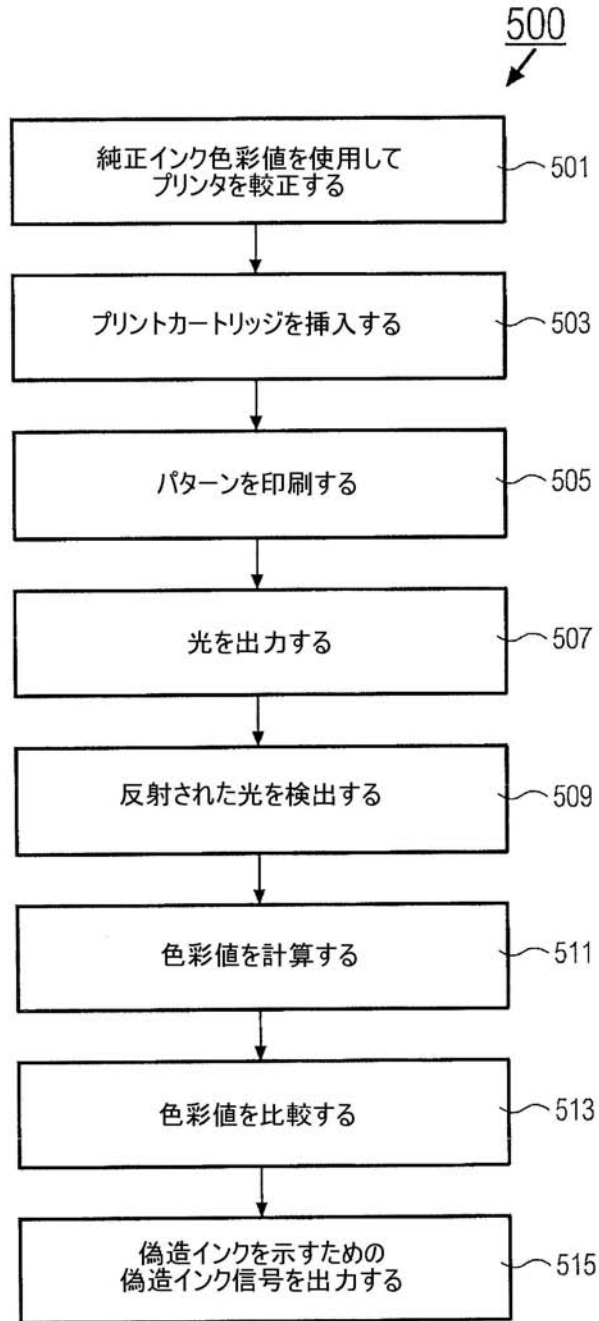 500
純正インク色彩値を使用して
プリンタを較正する
501
プリントカートリッジを挿入する
503
パターンを印刷する
505
光を出力する
507
反射された光を検出する
509
色彩値を計算する
511
色彩値を比較する
513
偽造インクを示すための
偽造インク信号を出力する
515